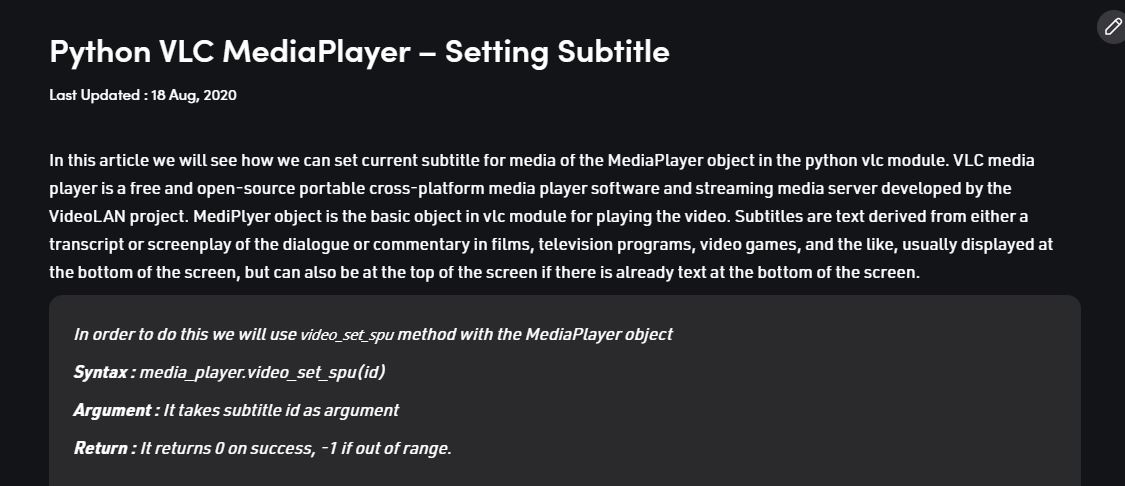 Python VLC MediaPlayer – Setting Subtitle
Last Updated : 18 Aug, 2020
In this article we will see how we can set current subtitle for media of the MediaPlayer object in the python vlc module. VLC media
player is a free and open-source portable cross-platform media player software and streaming media server developed by the
VideoLAN project. MediPlyer object is the basic object in vlc module for playing the video. Subtitles are text derived from either a
transcript or screenplay of the dialogue or commentary in films, television programs, video games, and the like, usually displayed at
the bottom of the screen, but can also be at the top of the screen if there is already text at the bottom of the screen.
In order to do this we will use video_set_spu method with the MediaPlayer object
Syntax : media_player.video_set_spu(id)
Argument : It takes subtitle id as argument
Return : It returns 0 on success, -1 if out of range.